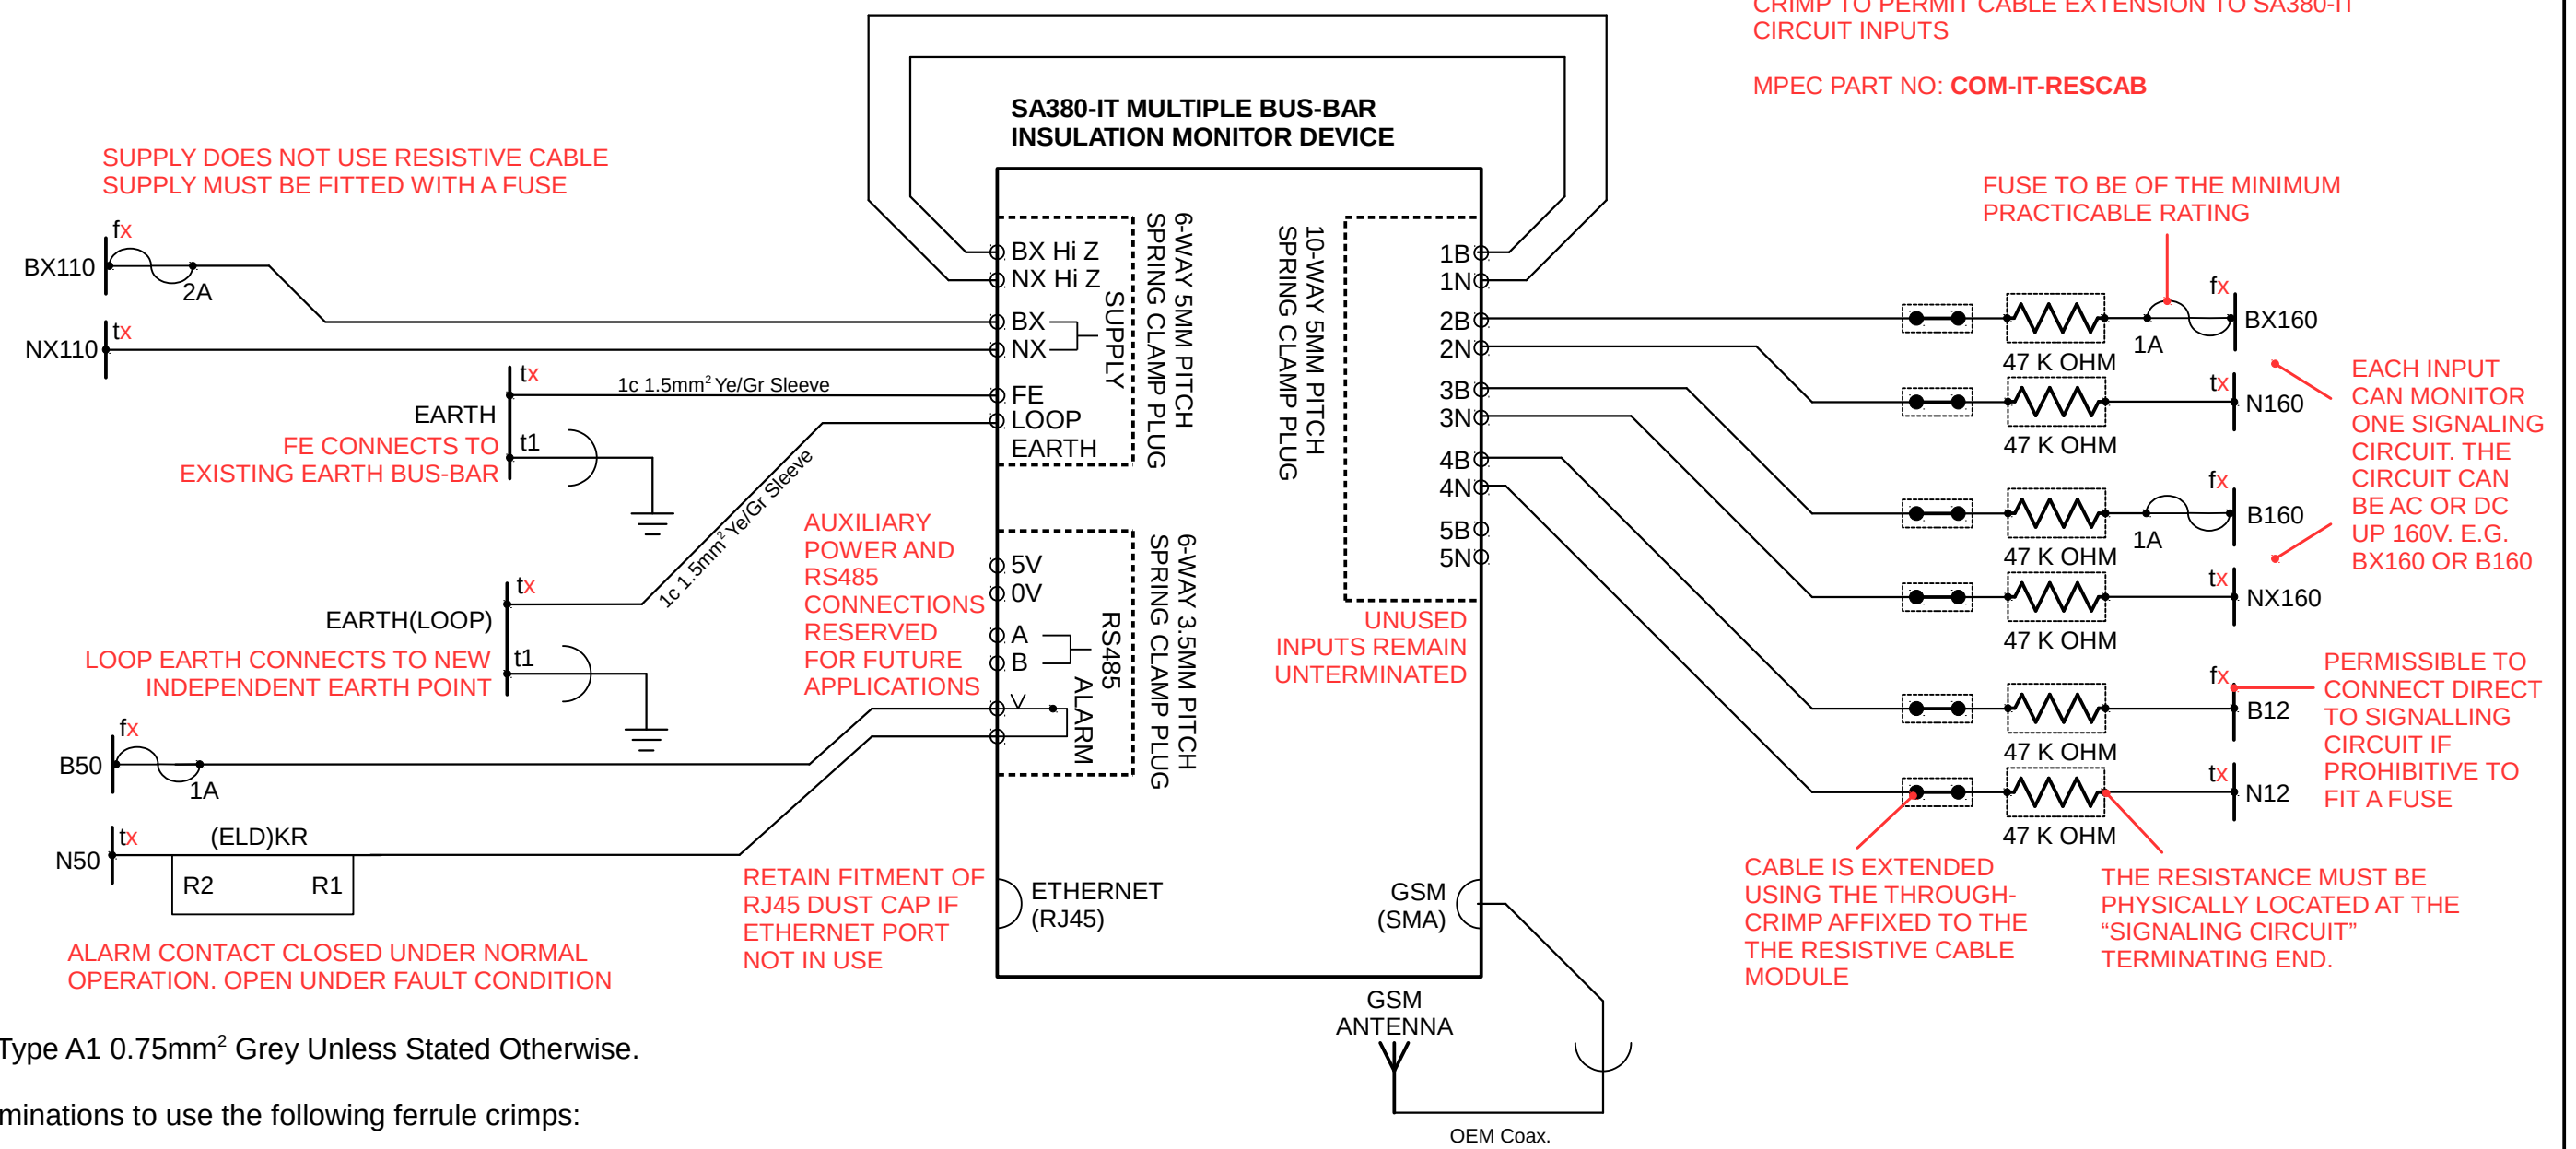 CRIMP TO PERMIT CABLE EXTENSION TO SA380-IT
CIRCUIT INPUTS
MPEC PART NO: COM-IT-RESCAB
SA380-IT MULTIPLE BUS-BAR
INSULATION MONITOR DEVICE
SUPPLY DOES NOT USE RESISTIVE CABLE
SUPPLY MUST BE FITTED WITH A FUSE
fx
BX110
2A
tx
NX110
tx
1c 1.5mm² Ye/Gr Sleeve
EARTH
t1
FE CONNECTS TO
EXISTING EARTH BUS-BAR
1c 1.5mm² Ye/Gr Sleeve
tx
EARTH(LOOP)
t1
LOOP EARTH CONNECTS TO NEW
INDEPENDENT EARTH POINT
fx
B50
1A
tx
(ELD)KR
N50
R2
R1
ALARM CONTACT CLOSED UNDER NORMAL
OPERATION. OPEN UNDER FAULT CONDITION
AUXILIARY
POWER AND
RS485
CONNECTIONS
RESERVED
FOR FUTURE
APPLICATIONS
RETAIN FITMENT OF
RJ45 DUST CAP IF
ETHERNET PORT
NOT IN USE
BX Hi Z
NX Hi Z
BX
NX
SUPPLY
FE
LOOP
EARTH
6-WAY 5MM PITCH
SPRING CLAMP PLUG
5V
0V
A
B
RS485
ALARM
6-WAY 3.5MM PITCH
SPRING CLAMP PLUG
ETHERNET
(RJ45)
10-WAY 5MM PITCH
SPRING CLAMP PLUG
1B
1N
2B
2N
3B
3N
4B
4N
5B
5N
UNUSED
INPUTS REMAIN
UNTERMINATED
GSM
(SMA)
GSM
ANTENNA
OEM Coax.
FUSE TO BE OF THE MINIMUM
PRACTICABLE RATING
fx
BX160
1A
47 K OHM
tx
N160
47 K OHM
fx
B160
1A
47 K OHM
tx
NX160
47 K OHM
fx
B12
47 K OHM
tx
N12
47 K OHM
EACH INPUT
CAN MONITOR
ONE SIGNALING
CIRCUIT. THE
CIRCUIT CAN
BE AC OR DC
UP 160V. E.G.
BX160 OR B160
PERMISSIBLE TO
CONNECT DIRECT
TO SIGNALLING
CIRCUIT IF
PROHIBITIVE TO
FIT A FUSE
CABLE IS EXTENDED
USING THE THROUGH-
CRIMP AFFIXED TO THE
THE RESISTIVE CABLE
MODULE
THE RESISTANCE MUST BE
PHYSICALLY LOCATED AT THE
“SIGNALING CIRCUIT”
TERMINATING END.
Type A1 0.75mm² Grey Unless Stated Otherwise.
minations to use the following ferrule crimps: